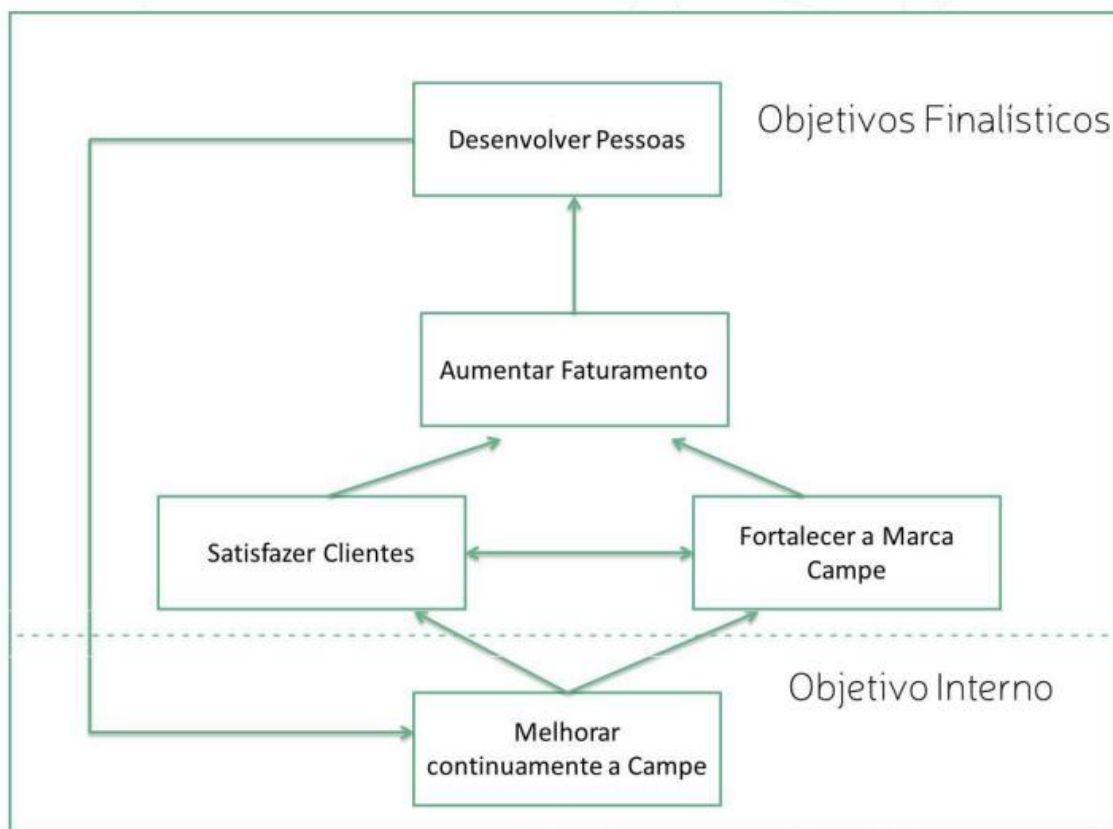 Objetivos Finalísticos
Desenvolver Pessoas
Aumentar Faturamento
Satisfazer Clientes
Fortalecer a Marca
Campe
Objetivo Interno
Melhorar
continuamente a Campe